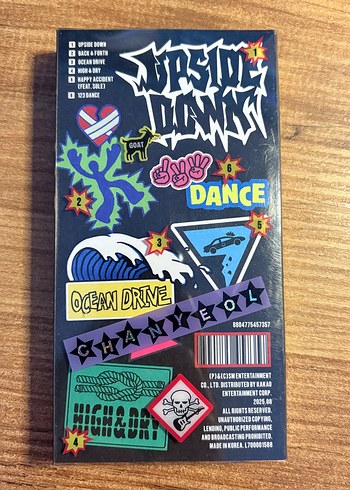 1 UPSIDE DOWN
2 BACK & FORTH
3 OCEAN DRIVE
4 HIGH & DRY
5 HAPPY ACCIDENT
(FEAT. SOLE)
6 123 DANCE
UPSIDE
DOWN
1
GOAT
6
DANCE
2
3
5
OCEAN DRIVE
CHANYEOL
8804775457357
(P)&(C)SM ENTERTAINMENT
CO., LTD. DISTRIBUTED BY KAKAO
ENTERTAINMENT CORP.
2025.08
ALL RIGHTS RESERVED.
UNAUTHORIZED COPYING,
LENDING, PUBLIC PERFORMANCE
AND BROADCASTING PROHIBITED.
MADE IN KOREA. L700001588
HIGH&DRY
4